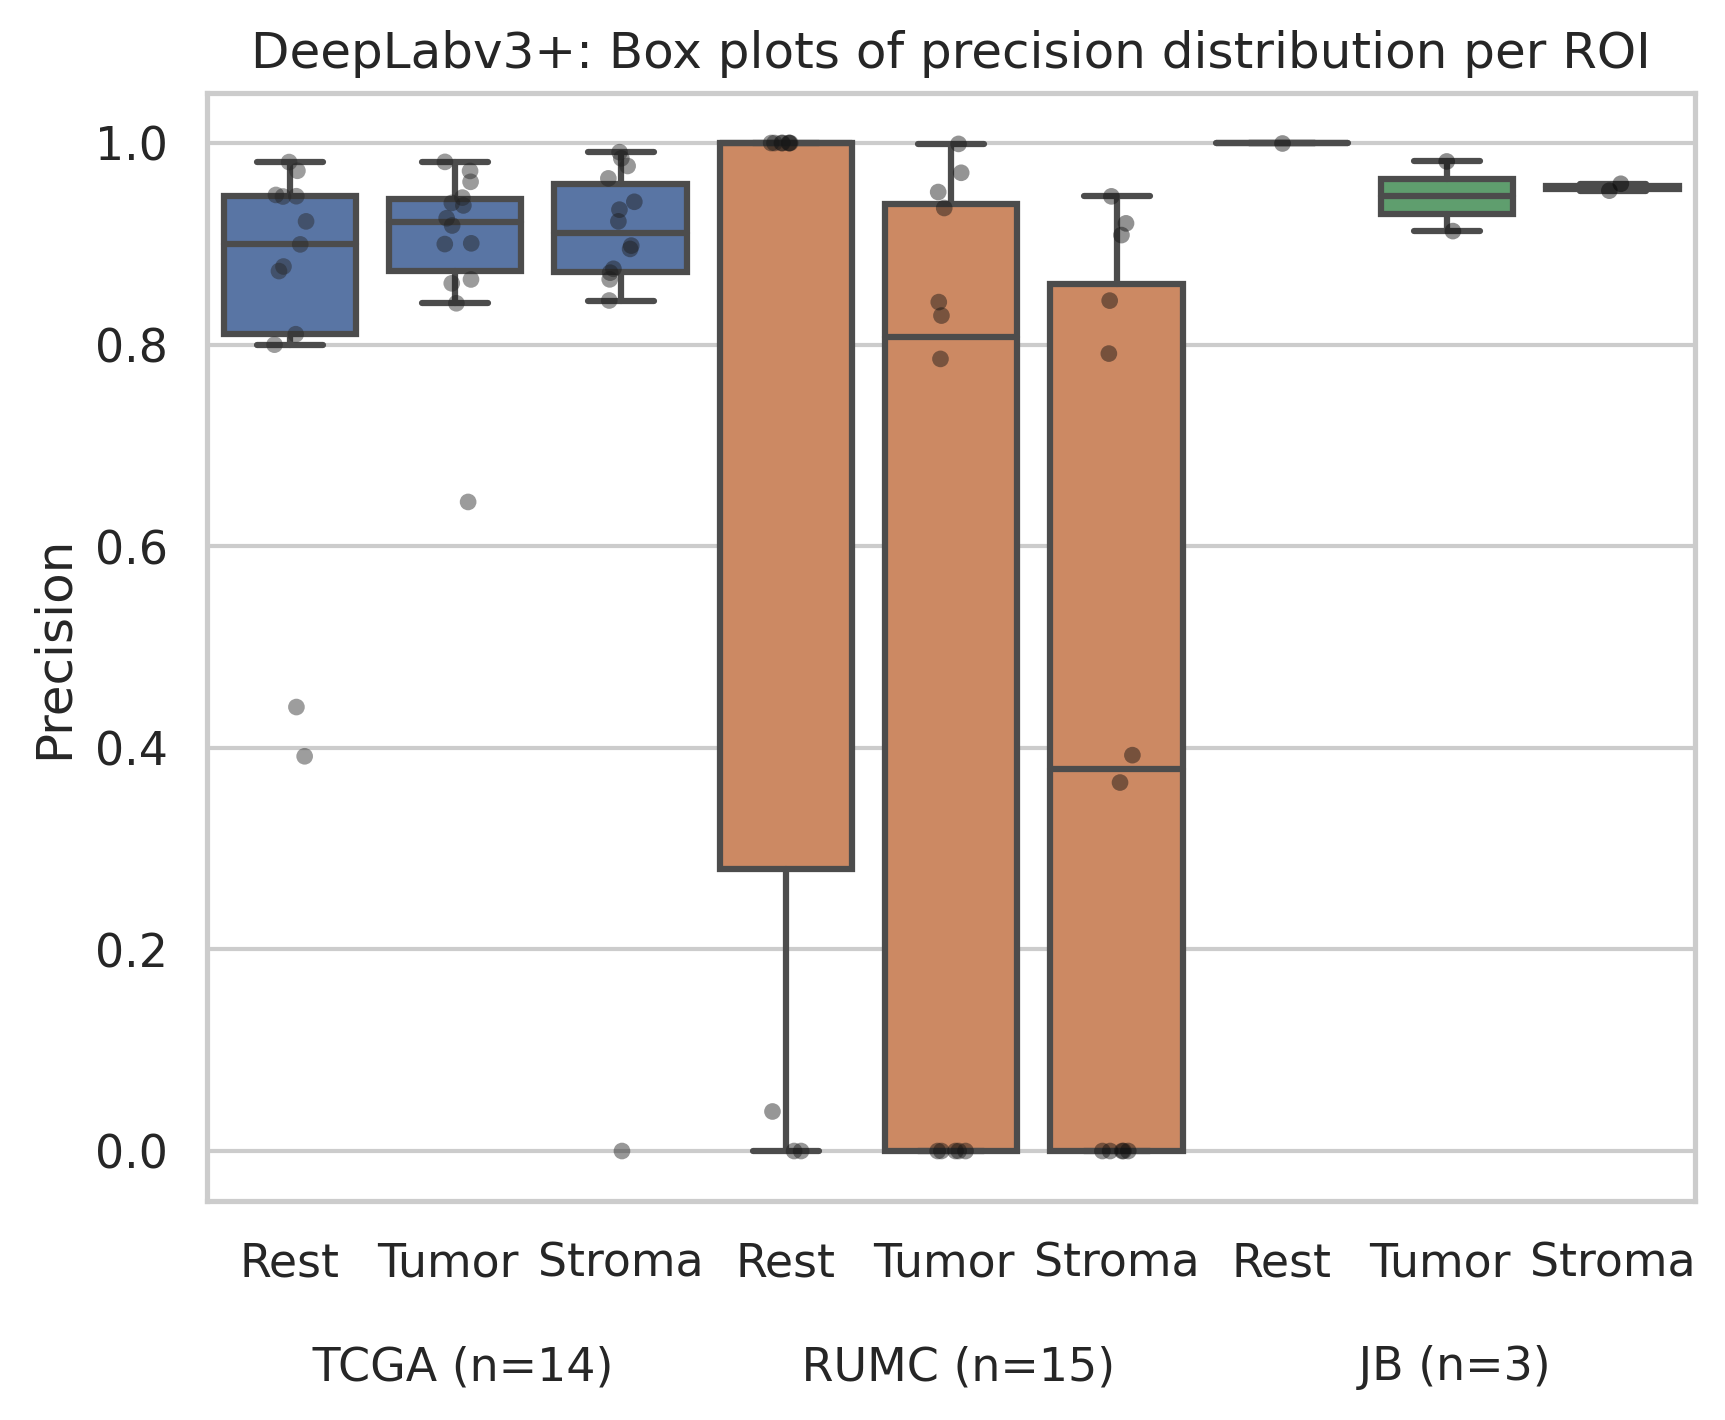 DeepLabv3+: Box plots of precision distribution per ROI
Precision
1.0
0.8
0.6
0.4
0.2
0.0
Rest Tumor Stroma Rest Tumor Stroma Rest Tumor Stroma
TCGA (n=14) RUMC (n=15) JB (n=3)